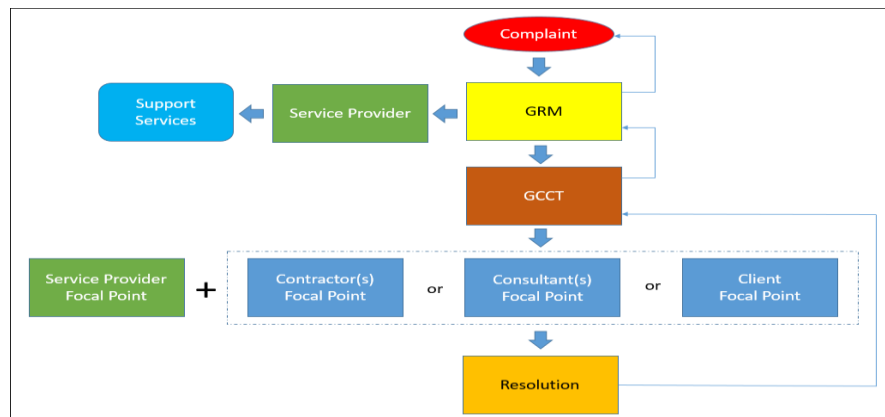 Complaint
Support
Services
Service Provider
GRM
GCCT
Service Provider
Focal Point
+
Contractor(s)
Focal Point
or
Consultant(s)
Focal Point
or
Client
Focal Point
Resolution